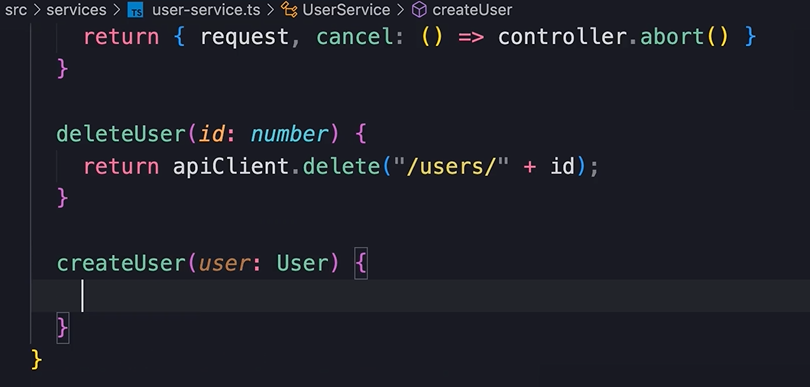 src > services > TS user-service.ts > UserService > createUser
return { request, cancel: () => controller.abort() }
}
deleteUser(id: number) {
return apiClient.delete("/users/" + id);
}
createUser(user: User) {
}
}